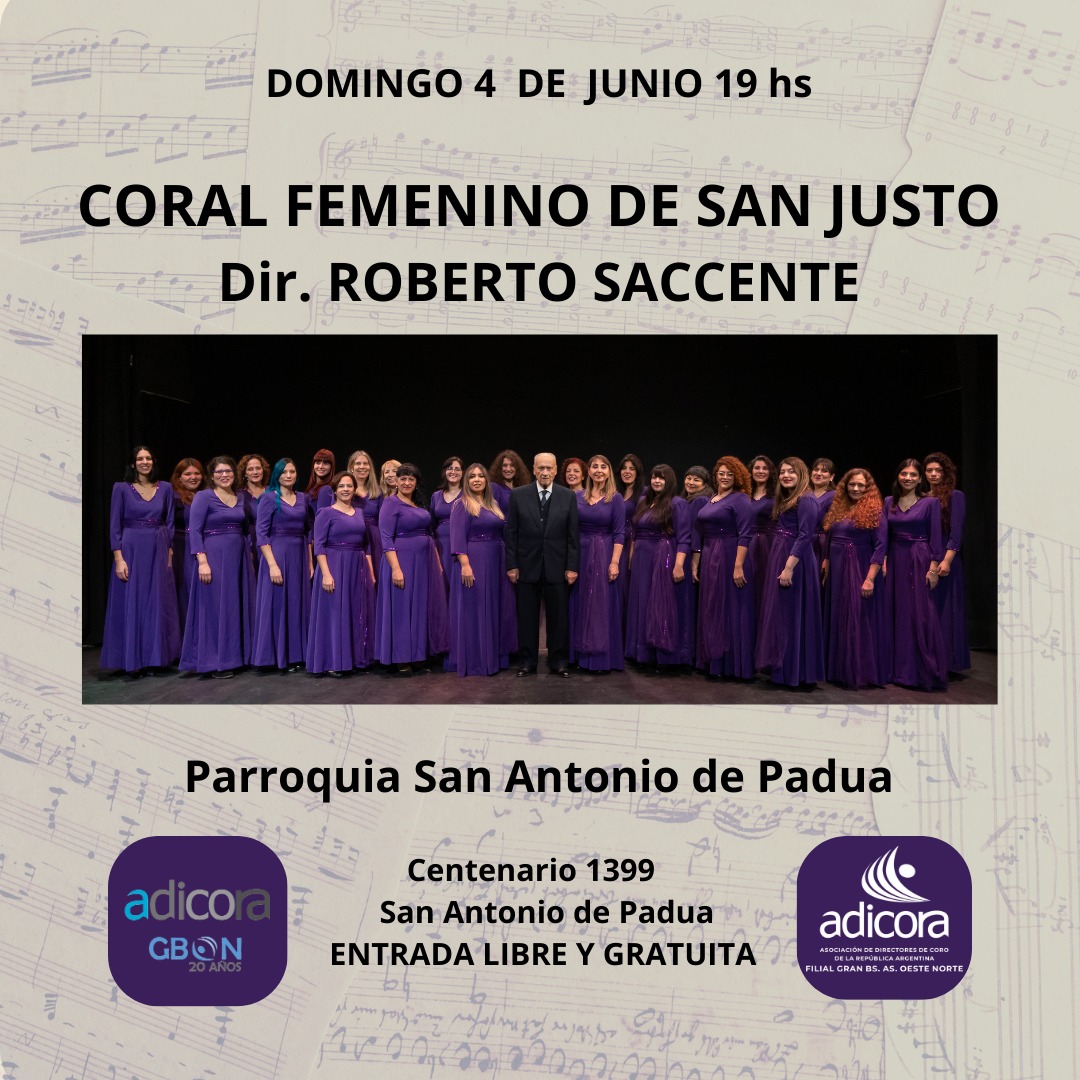 DOMINGO 4 DE JUNIO 19 hs
CORAL FEMENINO DE SAN JUSTO
Dir. ROBERTO SACCENTE
Parroquia San Antonio de Padua
Centenario 1399
San Antonio de Padua
ENTRADA LIBRE Y GRATUITA
adicora
GBON
20 AÑOS
adicora
ASOCIACIÓN DE DIRECTORES DE CORO
DE LA REPÚBLICA ARGENTINA
FILIAL GRAN BS. AS. OESTE NORTE